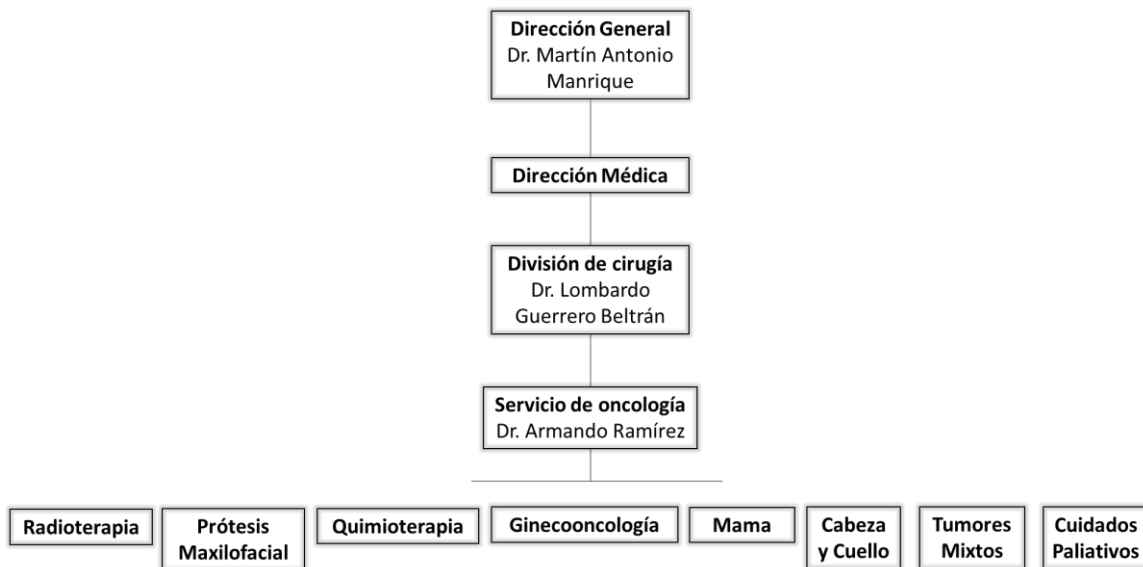 Dirección General
Dr. Martín Antonio
Manrique
Dirección Médica
División de cirugía
Dr. Lombardo
Guerrero Beltrán
Servicio de oncología
Dr. Armando Ramírez
Radioterapia
Prótesis
Maxilofacial
Quimioterapia
Ginecooncología
Mama
Cabeza
y Cuello
Tumores
Mixtos
Cuidados
Paliativos